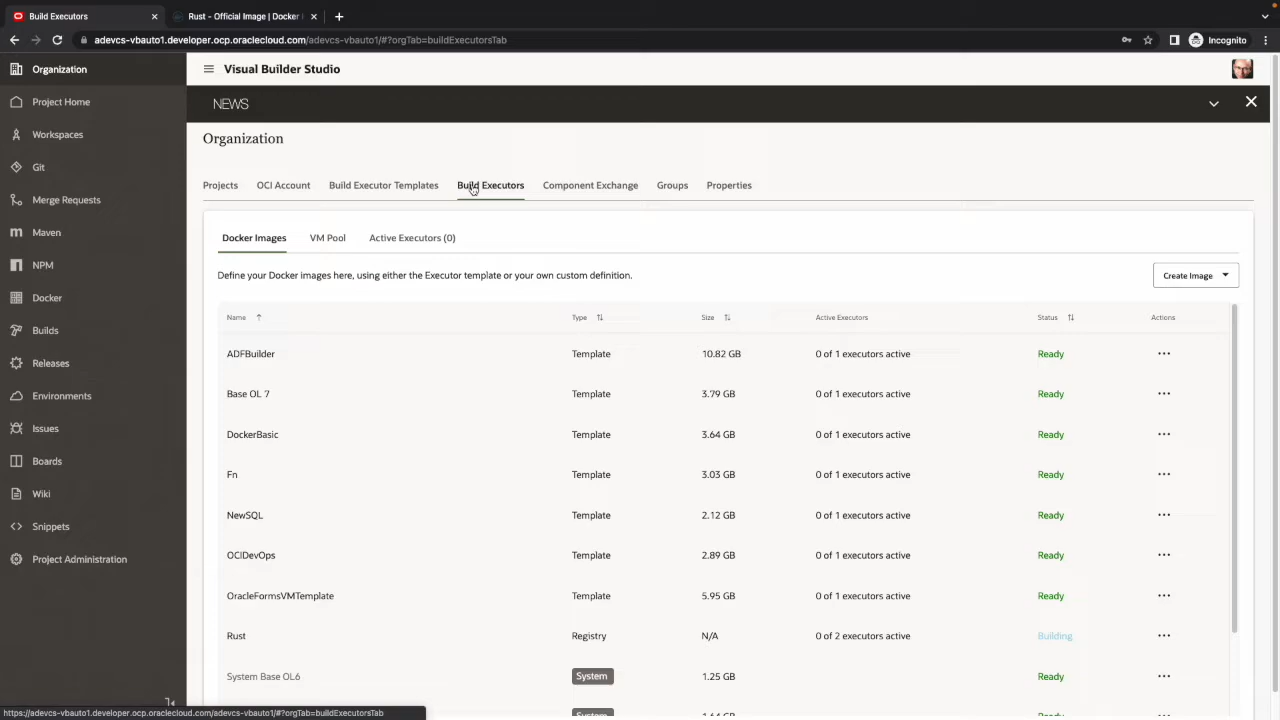 Build Executors
Rust - Official Image | Docker
adevcs-vbauto1.developer.ocp.oraclecloud.com/adevcs-vbauto1/#?orgTab=buildExecutorsTab
Incognito
Organization
Project Home
Workspaces
Git
Merge Requests
Maven
NPM
Docker
Builds
Releases
Environments
Issues
Boards
Wiki
Snippets
Project Administration
Visual Builder Studio
NEWS
Organization
Projects OCI Account Build Executor Templates Build Executors Component Exchange Groups Properties
Docker Images VM Pool Active Executors (0)
Define your Docker images here, using either the Executor template or your own custom definition.
Create Image
Name Type Size Active Executors Status Actions
ADFBuilder Template 10.82 GB 0 of 1 executors active Ready
Base OL 7 Template 3.79 GB 0 of 1 executors active Ready
DockerBasic Template 3.64 GB 0 of 1 executors active Ready
Fn Template 3.03 GB 0 of 1 executors active Ready
NewSQL Template 2.12 GB 0 of 1 executors active Ready
OCIDevOps Template 2.89 GB 0 of 1 executors active Ready
OracleFormsVMTemplate Template 5.95 GB 0 of 1 executors active Ready
Rust Registry N/A 0 of 2 executors active Building
System Base OL6 System 1.25 GB Ready
https://adevcs-vbauto1.developer.ocp.oraclecloud.com/adevcs-vbauto1/#?orgTab=buildExecutorsTab